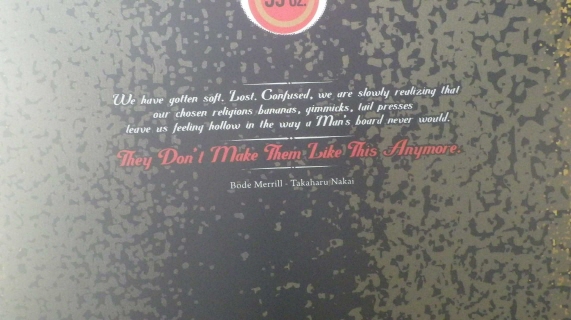 55 oz.
We have gotten soft. Lost. Confused, we are slowly realizing that
our chosen religions bananas, gimmicks, tail presses
leave us feeling hollow in the way a Man's board never would.
They Don't Make Them Like This Anymore.
Bode Merrill - Takaharu Nakai